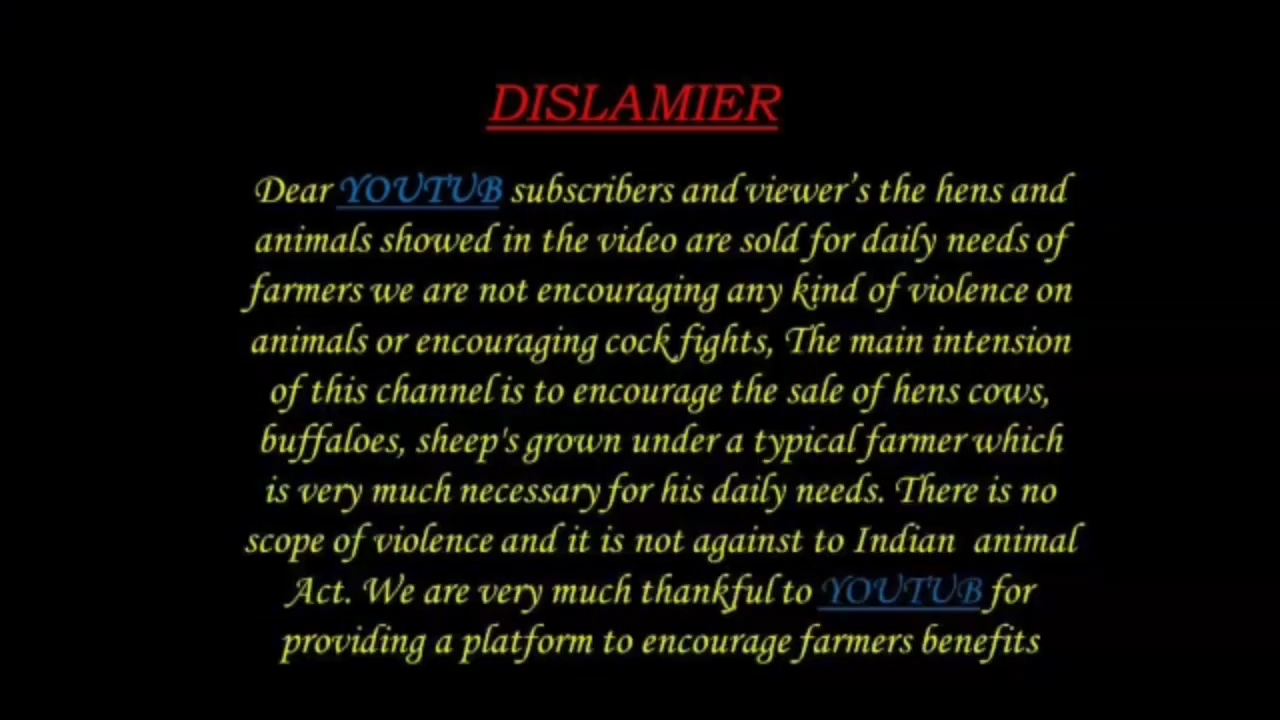 DISLAMIER
Dear YOUTUB subscribers and viewer's the hens and
animals showed in the video are sold for daily needs of
farmers we are not encouraging any kind of violence on
animals or encouraging cock fights, The main intension
of this channel is to encourage the sale of hens cows,
buffaloes, sheep's grown under a typical farmer which
is very much necessary for his daily needs. There is no
scope of violence and it is not against to Indian animal
Act. We are very much thankful to YOUTUB for
providing a platform to encourage farmers benefits